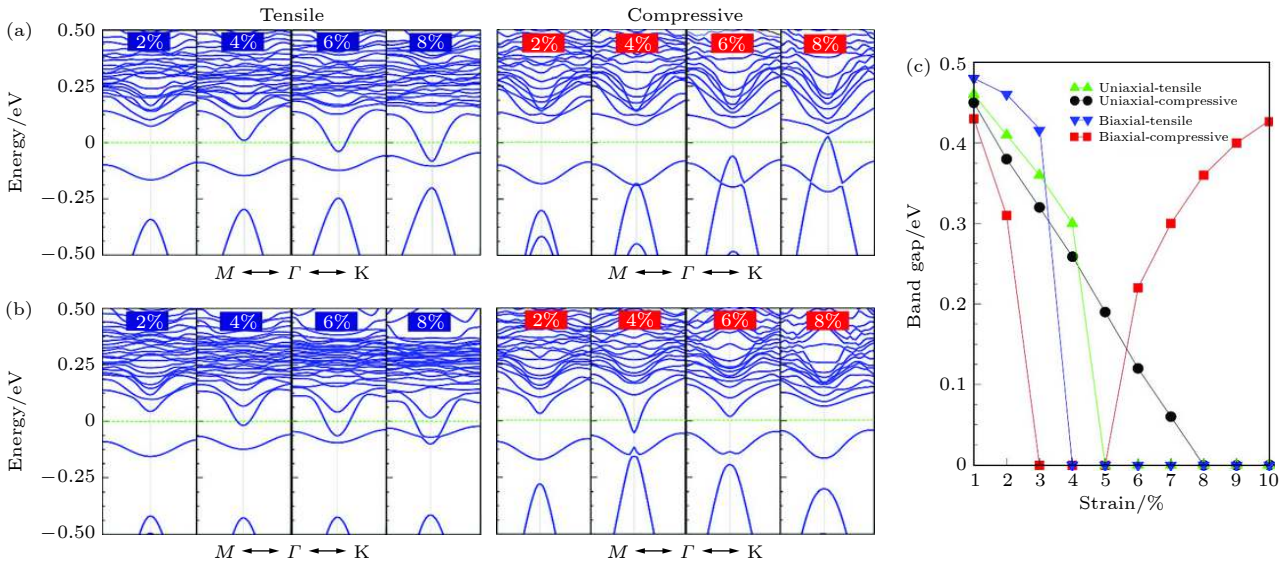 Tensile
Compressive
(a)
0.50
0.25
0
−0.25
−0.50
Energy/eV
2%
4%
6%
8%
2%
4%
6%
8%
M ⟷ Γ ⟷ K
M ⟷ Γ ⟷ K
(b)
0.50
0.25
0
−0.25
−0.50
Energy/eV
2%
4%
6%
8%
2%
4%
6%
8%
M ⟷ Γ ⟷ K
M ⟷ Γ ⟷ K
(c)
0.5
0.4
0.3
0.2
0.1
0
Band gap/eV
Uniaxial-tensile
Uniaxial-compressive
Biaxial-tensile
Biaxial-compressive
1 2 3 4 5 6 7 8 9 10
Strain/%